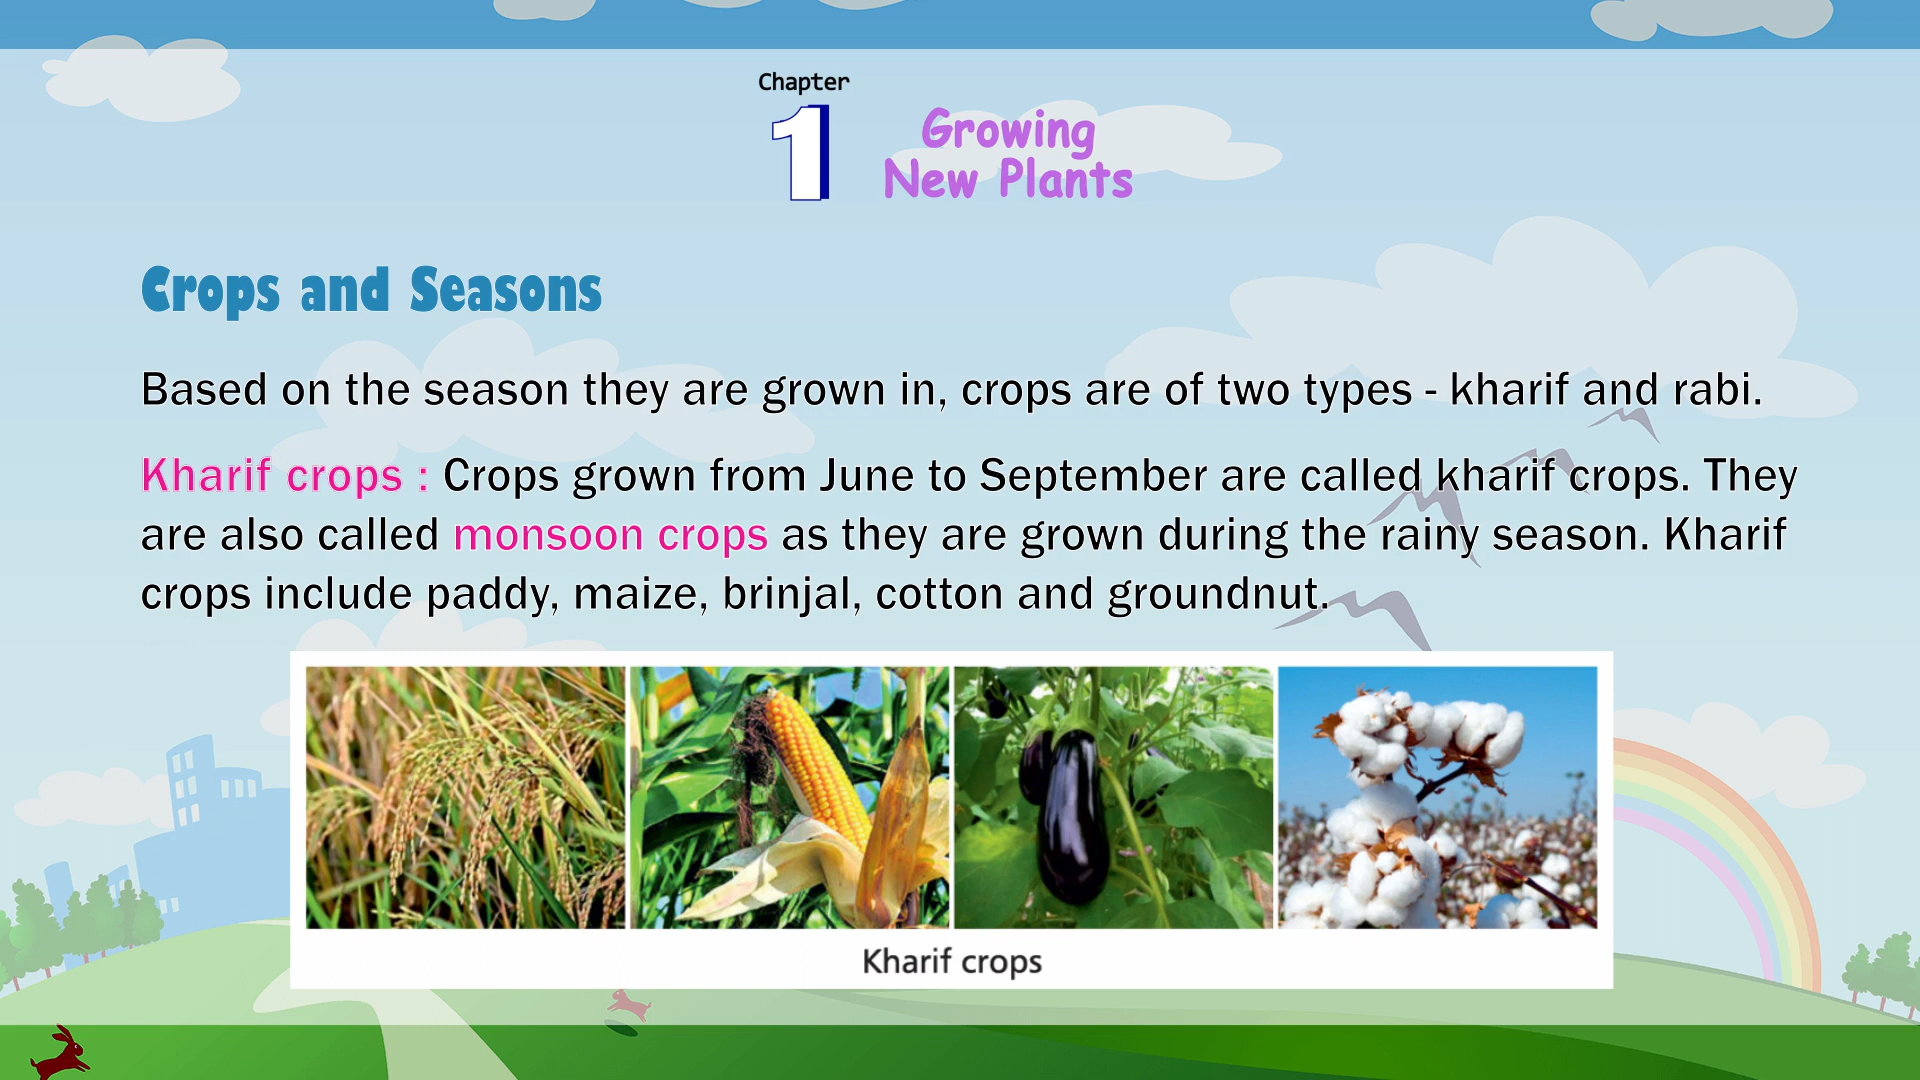 Chapter
1
Growing
New Plants
Crops and Seasons
Based on the season they are grown in, crops are of two types - kharif and rabi.
Kharif crops : Crops grown from June to September are called kharif crops. They
are also called monsoon crops as they are grown during the rainy season. Kharif
crops include paddy, maize, brinjal, cotton and groundnut.
Kharif crops